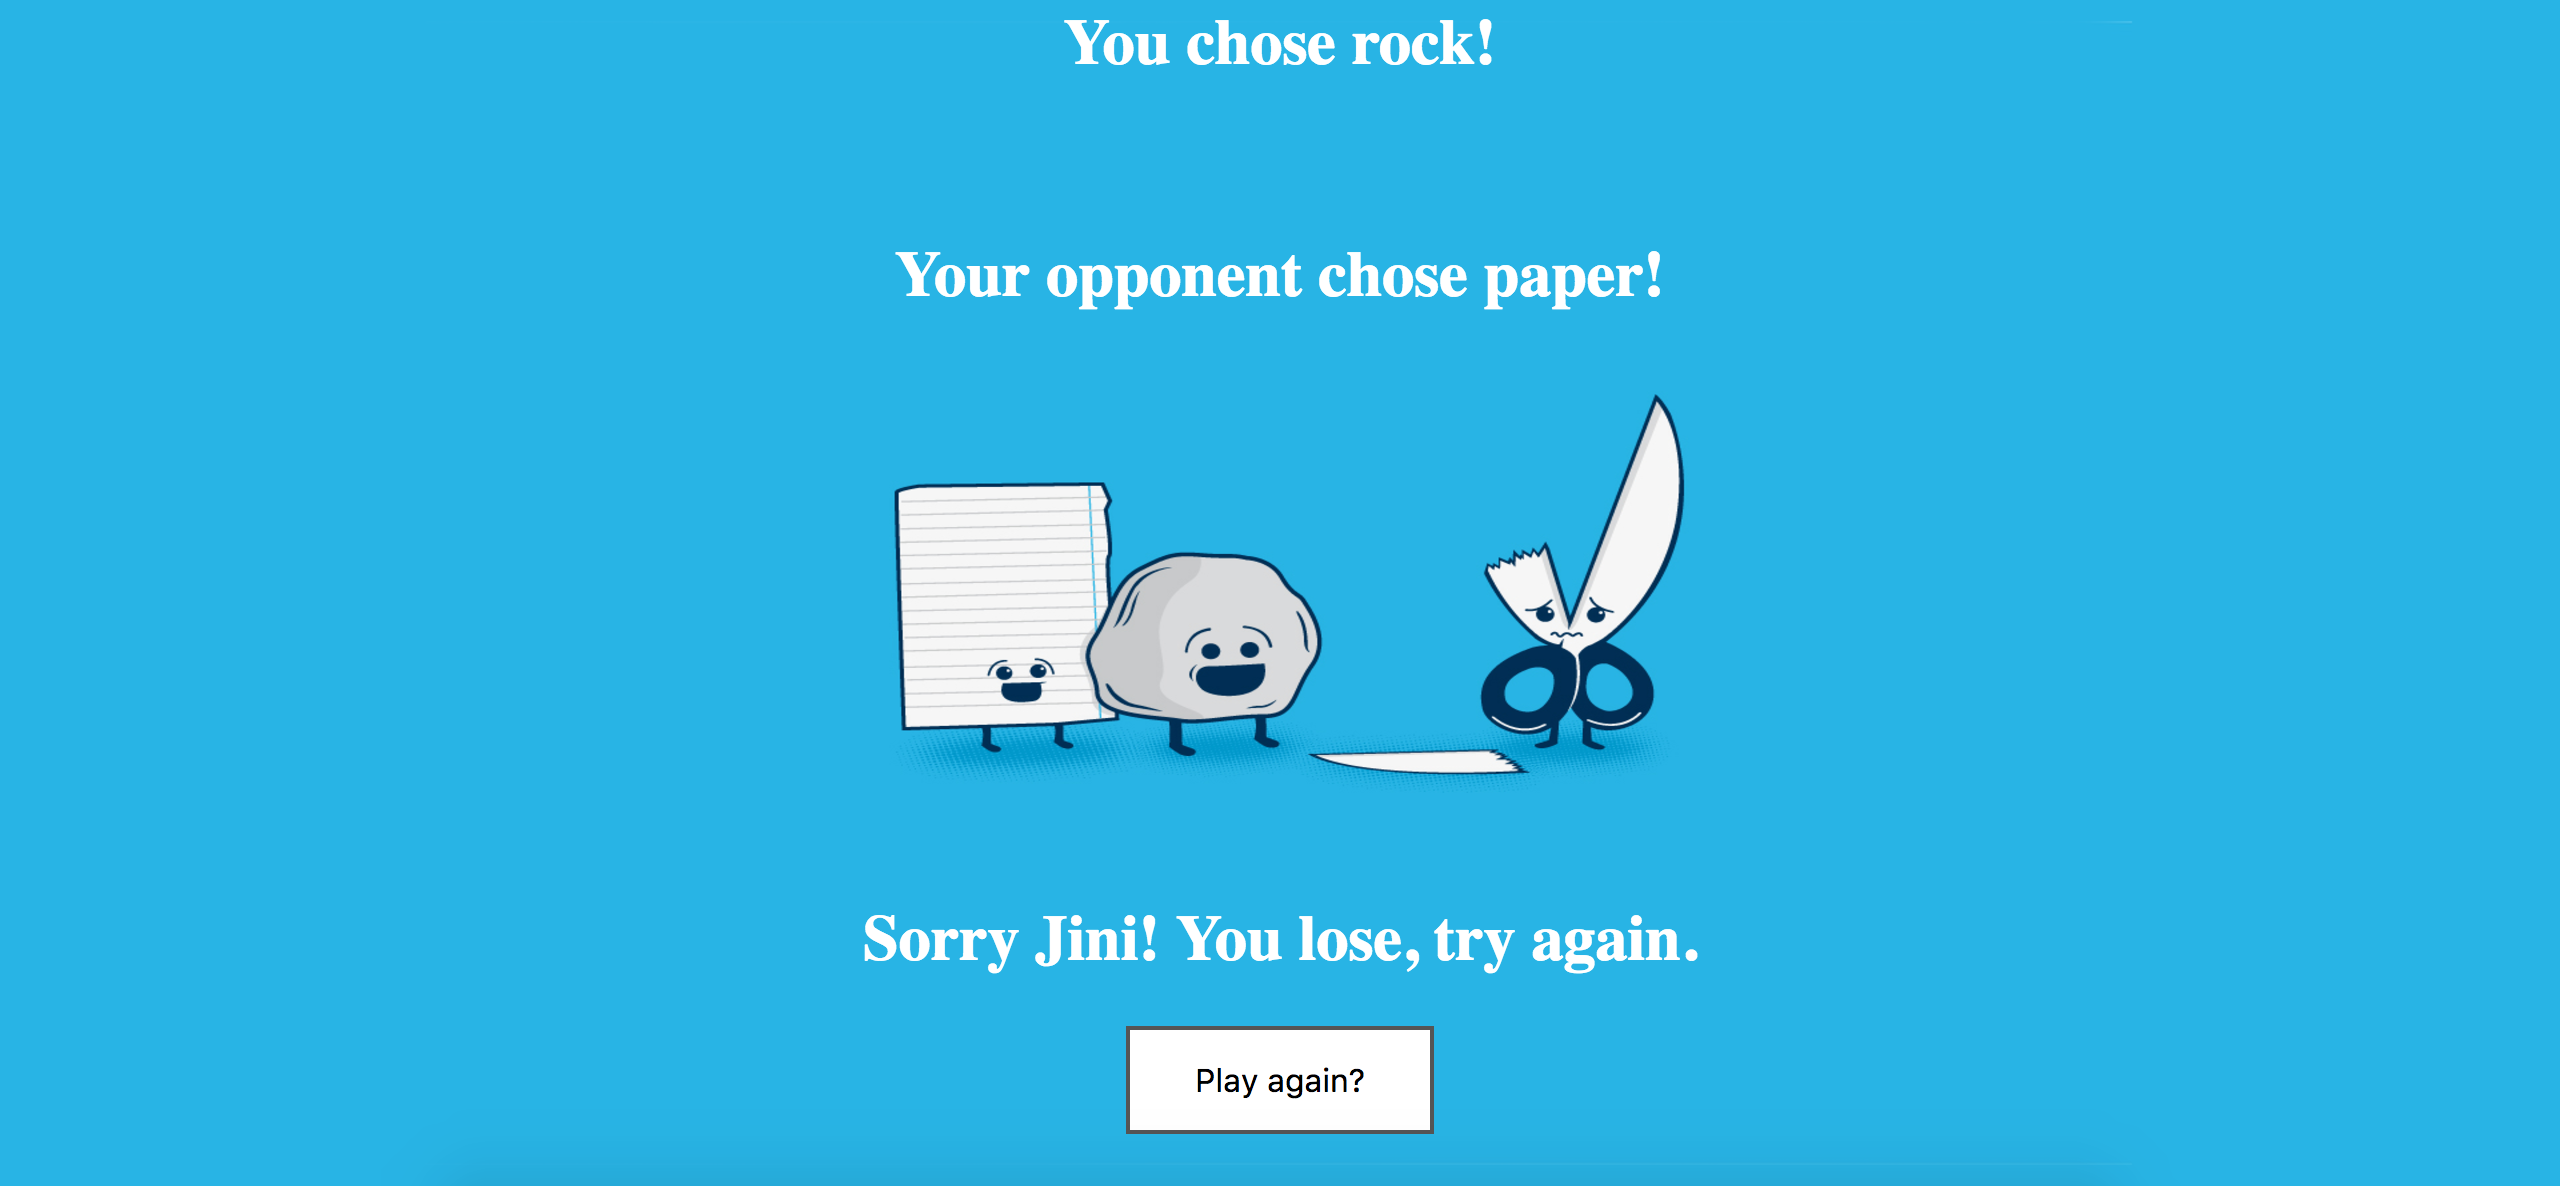 You chose rock!
Your opponent chose paper!
Sorry Jini! You lose, try again.
Play again?